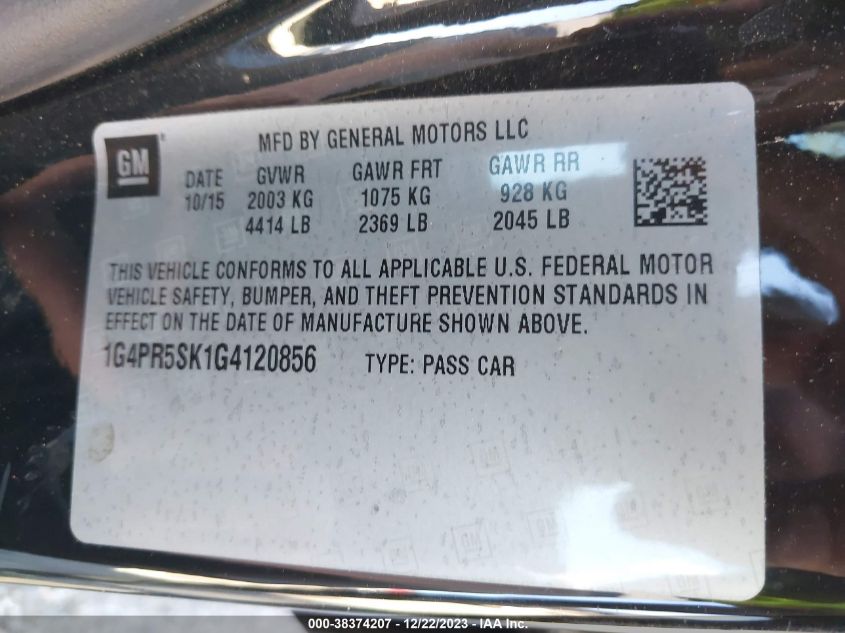 GM
MFD BY GENERAL MOTORS LLC
DATE GVWR GAWR FRT GAWR RR
10/15 2003 KG 1075 KG 928 KG
4414 LB 2369 LB 2045 LB
THIS VEHICLE CONFORMS TO ALL APPLICABLE U.S. FEDERAL MOTOR
VEHICLE SAFETY, BUMPER, AND THEFT PREVENTION STANDARDS IN
EFFECT ON THE DATE OF MANUFACTURE SHOWN ABOVE.
1G4PR5SK1G4120856 TYPE: PASS CAR
000-38374207 - 12/22/2023 - IAA Inc.